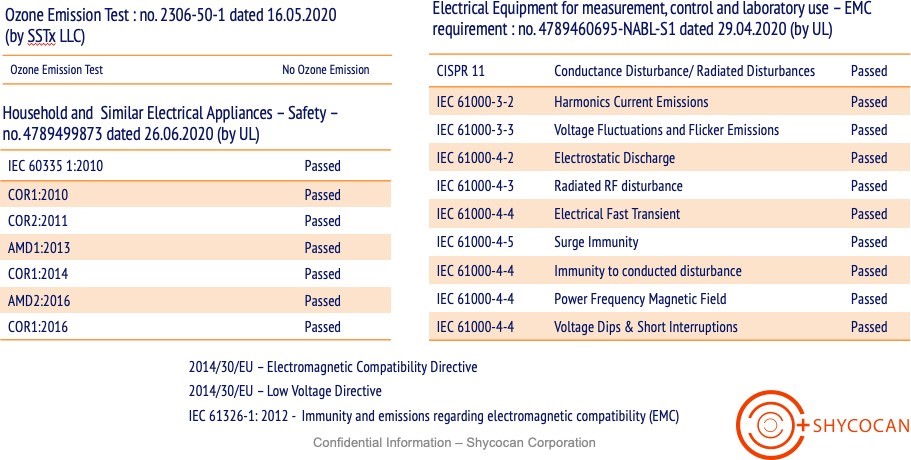 Ozone Emission Test : no. 2306-50-1 dated 16.05.2020
(by SSTx LLC)
Ozone Emission Test No Ozone Emission
Household and Similar Electrical Appliances – Safety –
no. 4789499873 dated 26.06.2020 (by UL)
IEC 60335 1:2010 Passed
COR1:2010 Passed
COR2:2011 Passed
AMD1:2013 Passed
COR1:2014 Passed
AMD2:2016 Passed
COR1:2016 Passed
Electrical Equipment for measurement, control and laboratory use – EMC
requirement : no. 4789460695-NABL-S1 dated 29.04.2020 (by UL)
CISPR 11 Conductance Disturbance/ Radiated Disturbances Passed
IEC 61000-3-2 Harmonics Current Emissions Passed
IEC 61000-3-3 Voltage Fluctuations and Flicker Emissions Passed
IEC 61000-4-2 Electrostatic Discharge Passed
IEC 61000-4-3 Radiated RF disturbance Passed
IEC 61000-4-4 Electrical Fast Transient Passed
IEC 61000-4-5 Surge Immunity Passed
IEC 61000-4-4 Immunity to conducted disturbance Passed
IEC 61000-4-4 Power Frequency Magnetic Field Passed
IEC 61000-4-4 Voltage Dips & Short Interruptions Passed
2014/30/EU – Electromagnetic Compatibility Directive
2014/30/EU – Low Voltage Directive
IEC 61326-1: 2012 - Immunity and emissions regarding electromagnetic compatibility (EMC)
Confidential Information – Shycocan Corporation
SHYCOCAN